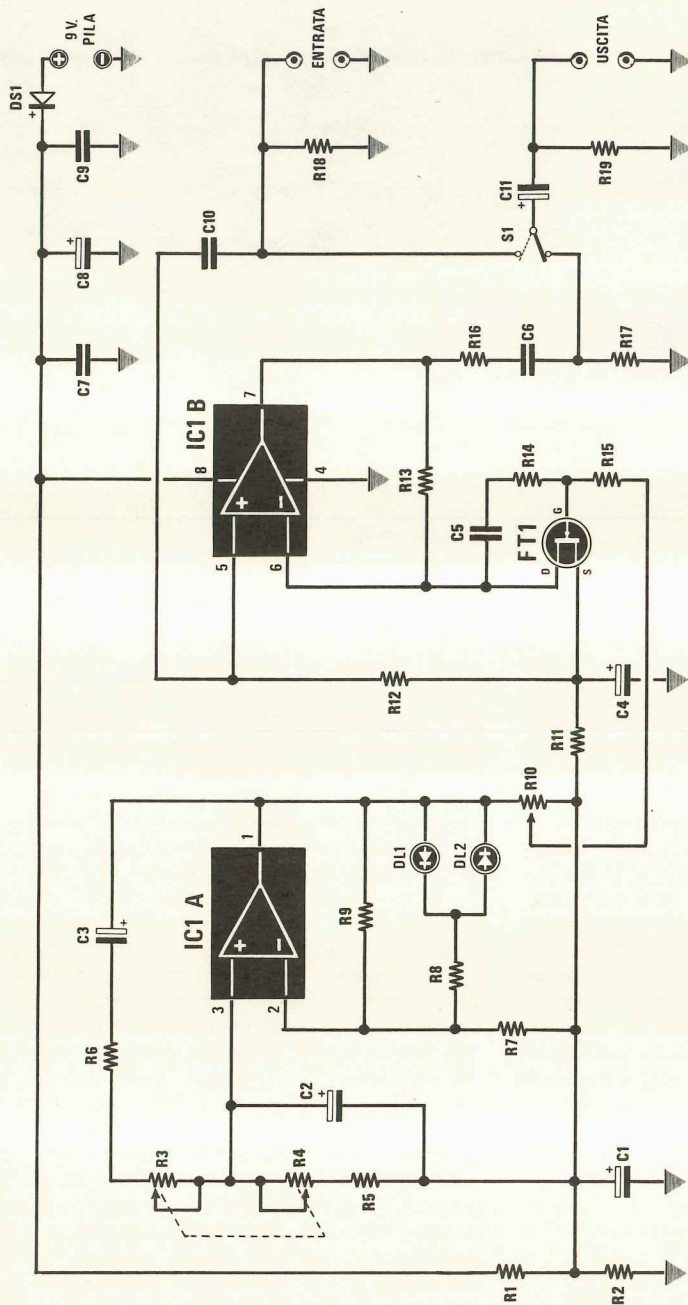 DS1
9 V.
PILA
C7
C8
C9
C3
R6
IC1 A
IC1 B
C10
ENTRATA
R18
R3
3
2
1
5
6
8
4
7
R4
R5
C2
R9
DL1
DL2
R8
R7
R12
R13
C5
R14
R16
C6
S1
C11
USCITA
R19
R1
R2
C1
R10
R11
C4
FT1
D
G
S
R15
R17